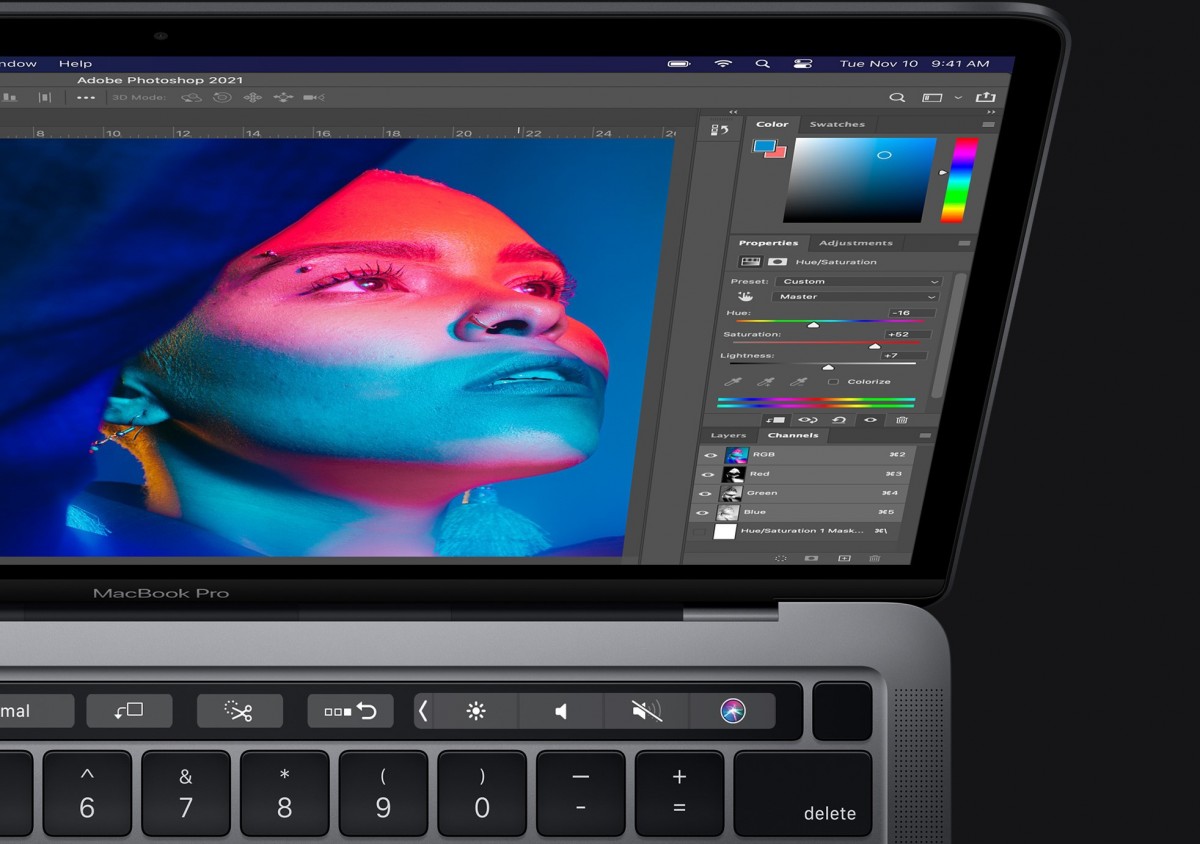 ndow Help Tue Nov 10 9:41 AM
Adobe Photoshop 2021
3D Mode:
8 10 12 14 16 18 20 22 24 26
Color Swatches
Properties Adjustments
Hue/Saturation
Preset: Custom
Master
Hue: -16
Saturation: +52
Lightness: +7
Colorize
Layers Channels
RGB ⌘2
Red ⌘3
Green ⌘4
Blue ⌘5
Hue/Saturation 1 Mask... ⌘\
MacBook Pro
mal
^ & * ( ) — +
6 7 8 9 0 - =
delete